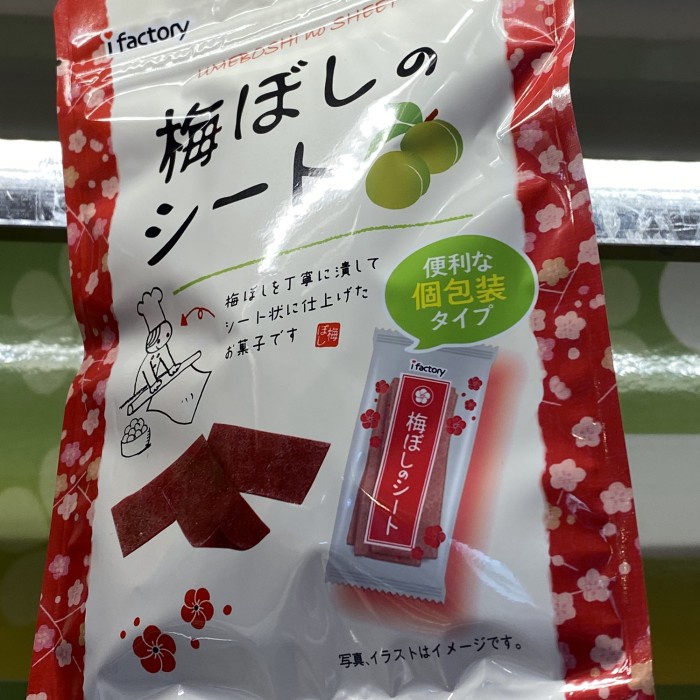 i factory
UMEBOSHI no SHEET
梅ぼしの
シート
梅ぼしを丁寧に潰して
シート状に仕上げた
お菓子です
梅ぼし
便利な
個包装
タイプ
i factory
梅ぼしのシート
写真、イラストはイメージです。